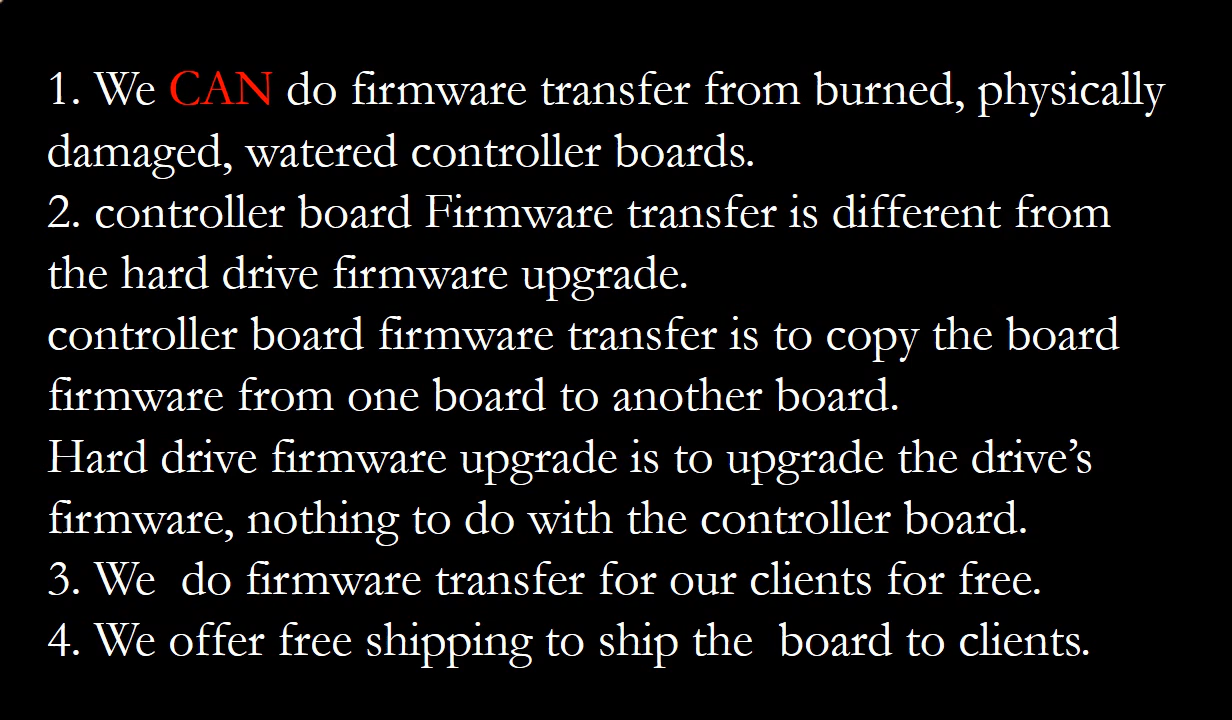 1. We CAN do firmware transfer from burned, physically
damaged, watered controller boards.
2. controller board Firmware transfer is different from
the hard drive firmware upgrade.
controller board firmware transfer is to copy the board
firmware from one board to another board.
Hard drive firmware upgrade is to upgrade the drive’s
firmware, nothing to do with the controller board.
3. We  do firmware transfer for our clients for free.
4. We offer free shipping to ship the  board to clients.